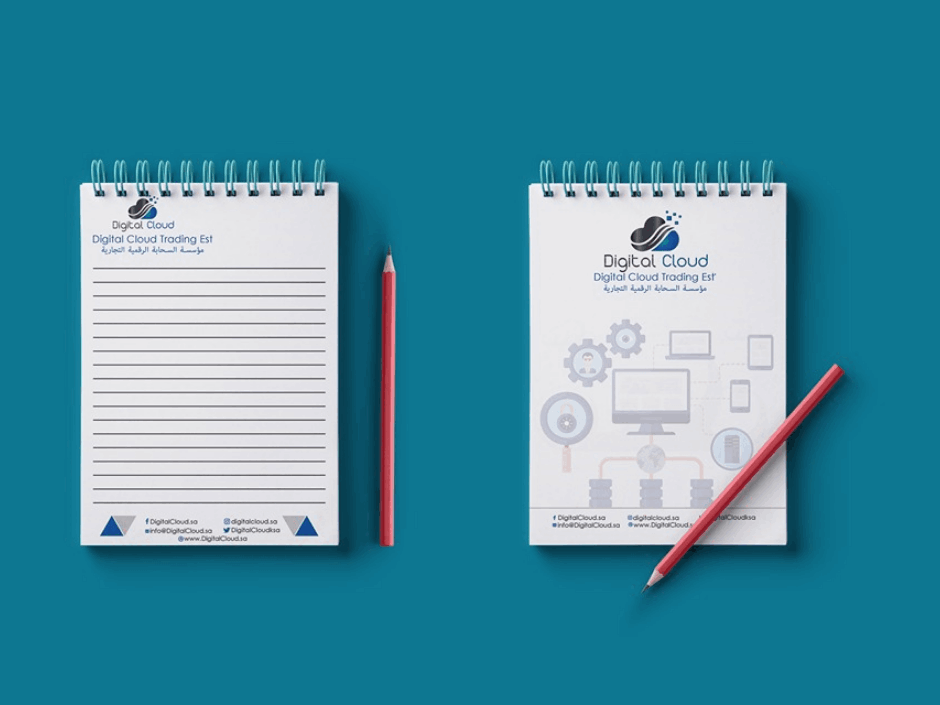 Digital Cloud
Digital Cloud Trading Est
مؤسسة السحابة الرقمية التجارية
DigitalCloud.sa
digitalcloud.sa
info@DigitalCloud.sa
DigitalCloudksa
www.DigitalCloud.sa
Digital Cloud
Digital Cloud Trading Est
مؤسسة السحابة الرقمية التجارية
DigitalCloud.sa
digitalcloud.sa
info@DigitalCloud.sa